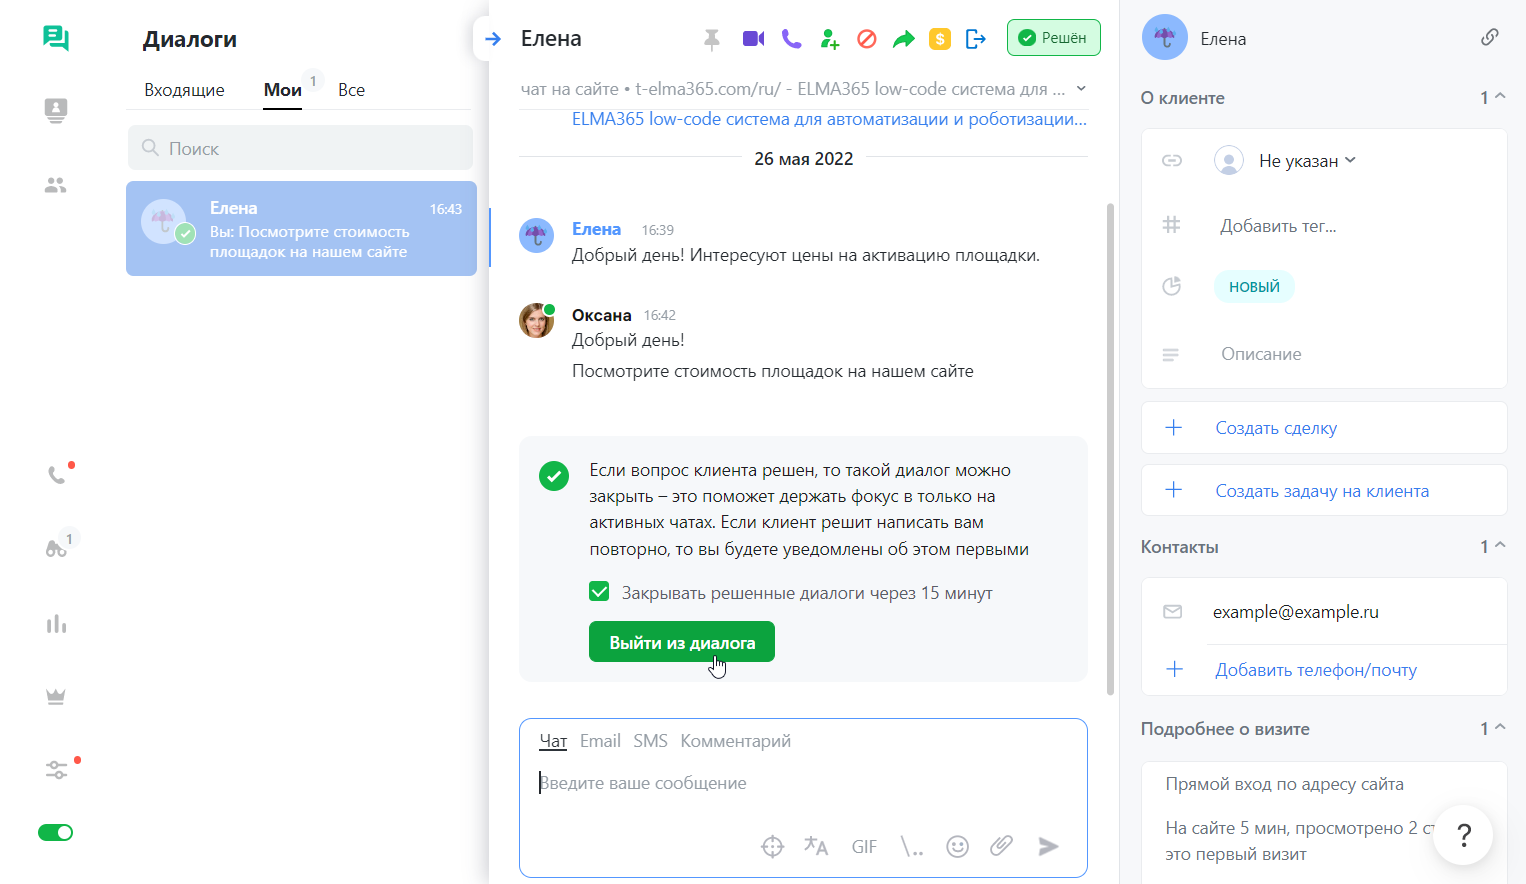 Диалоги
Входящие
Мои
1
Все
Поиск
Елена
16:43
Вы: Посмотрите стоимость
площадок на нашем сайте
1
Елена
$
Решён
чат на сайте • t-elma365.com/ru/ - ELMA365 low-code система для ...
ELMA365 low-code система для автоматизации и роботизации...
26 мая 2022
Елена 16:39
Добрый день! Интересуют цены на активацию площадки.
Оксана 16:42
Добрый день!
Посмотрите стоимость площадок на нашем сайте
Если вопрос клиента решен, то такой диалог можно
закрыть – это поможет держать фокус в только на
активных чатах. Если клиент решит написать вам
повторно, то вы будете уведомлены об этом первыми
Закрывать решенные диалоги через 15 минут
Выйти из диалога
Чат Email SMS Комментарий
Введите ваше сообщение
GIF \..
Елена
О клиенте 1
Не указан
Добавить тег...
НОВЫЙ
Описание
Создать сделку
Создать задачу на клиента
Контакты 1
example@example.ru
Добавить телефон/почту
Подробнее о визите 1
Прямой вход по адресу сайта
На сайте 5 мин, просмотрено 2
это первый визит
?